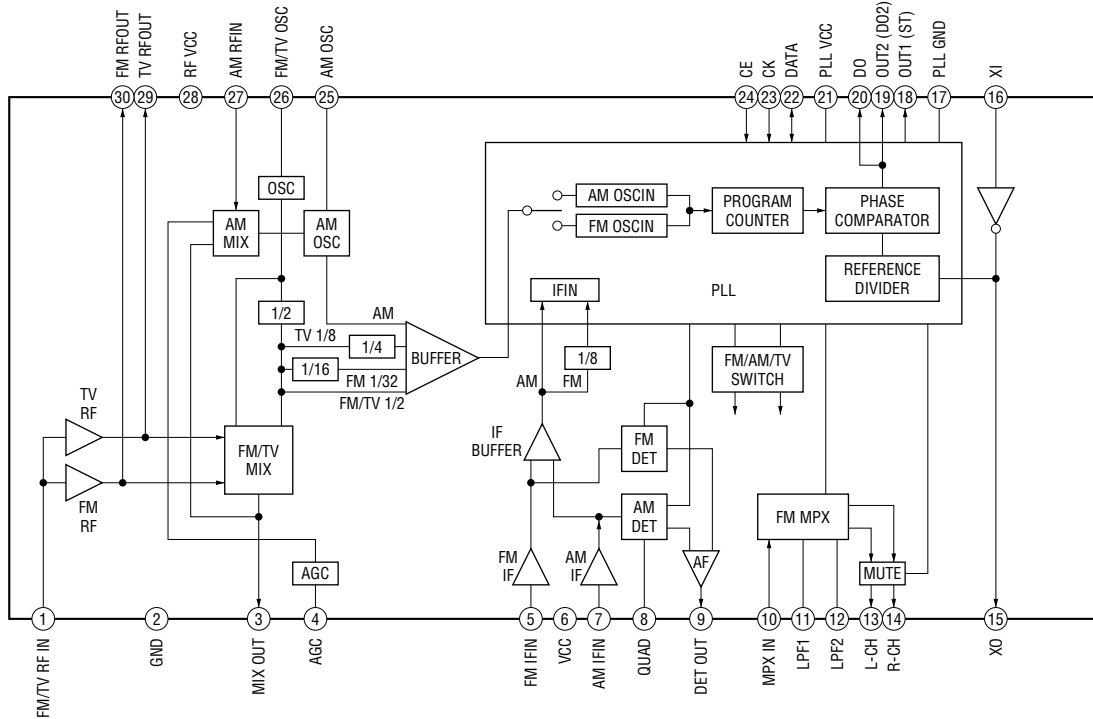 FM RFOUT
TV RFOUT
RF VCC
AM RFIN
FM/TV OSC
AM OSC
CE
CK
DATA
PLL VCC
DO
OUT2 (DO2)
OUT1 (ST)
PLL GND
XI
30
29
28
27
26
25
24
23
22
21
20
19
18
17
16
OSC
AM
MIX
AM
OSC
AM OSCIN
FM OSCIN
PROGRAM
COUNTER
PHASE
COMPARATOR
REFERENCE
DIVIDER
PLL
IFIN
1/2
AM
TV 1/8
1/4
BUFFER
1/16
FM 1/32
FM/TV 1/2
AM
FM
1/8
FM/AM/TV
SWITCH
TV
RF
FM/TV
MIX
FM
RF
IF
BUFFER
FM
DET
AM
DET
FM MPX
AGC
FM
IF
AM
IF
AF
MUTE
1
2
3
4
5
6
7
8
9
10
11
12
13
14
15
FM/TV RF IN
GND
MIX OUT
AGC
FM IFIN
VCC
AM IFIN
QUAD
DET OUT
MPX IN
LPF1
LPF2
L-CH
R-CH
XO